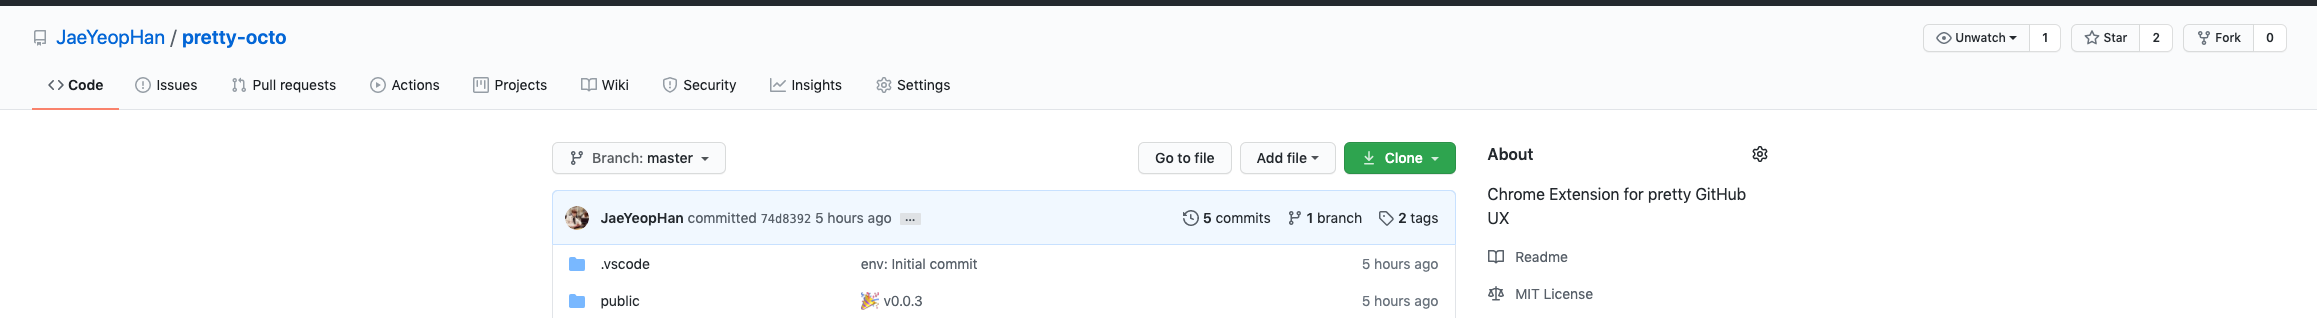 JaeYeopHan / pretty-octo
Unwatch 1 Star 2 Fork 0
Code Issues Pull requests Actions Projects Wiki Security Insights Settings
Branch: master Go to file Add file Clone
JaeYeopHan committed 74d8392 5 hours ago ... 5 commits 1 branch 2 tags
.vscode env: Initial commit 5 hours ago
public 🎉 v0.0.3 5 hours ago
About
Chrome Extension for pretty GitHub
UX
Readme
MIT License